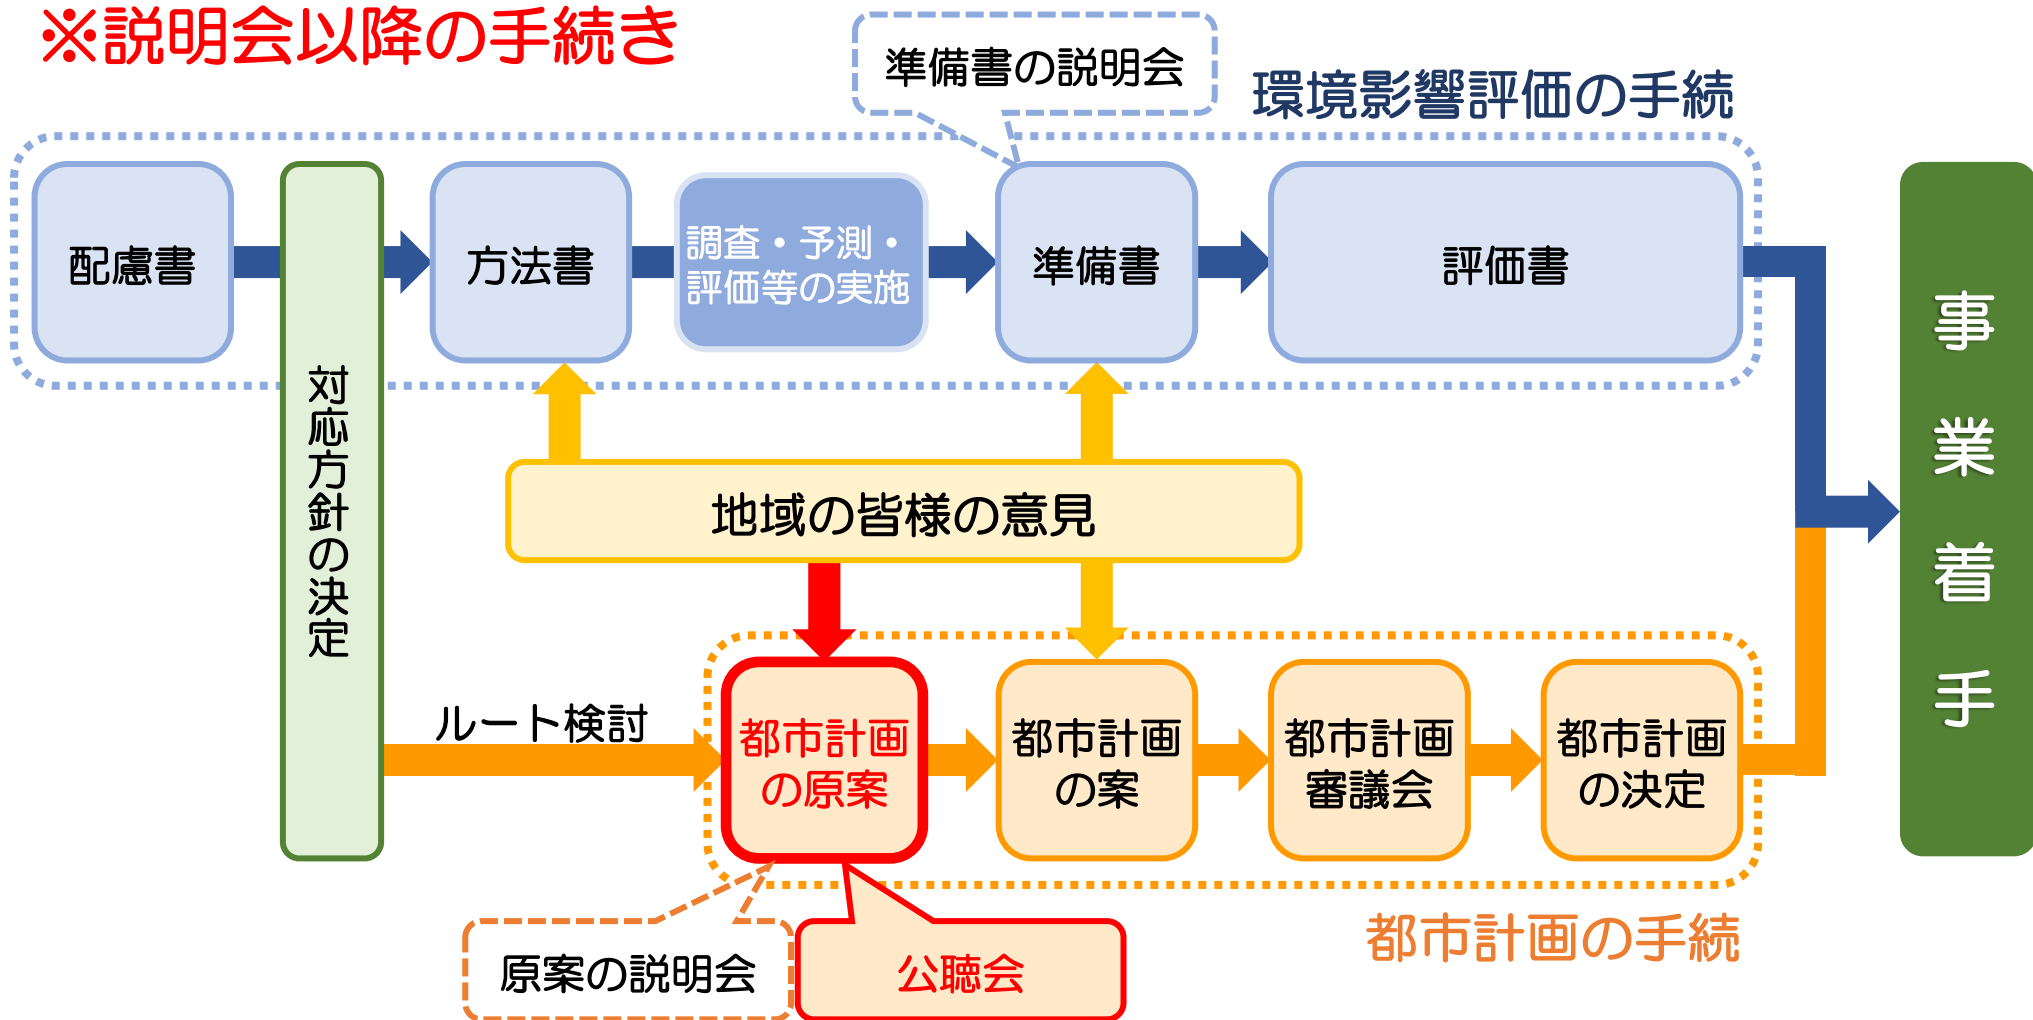 ※説明会以降の手続き
準備書の説明会
環境影響評価の手続
配慮書
方法書
調査・予測・
評価等の実施
準備書
評価書
対応方針の決定
地域の皆様の意見
事業着手
ルート検討
都市計画
の原案
都市計画
の案
都市計画
審議会
都市計画
の決定
都市計画の手続
原案の説明会
公聴会